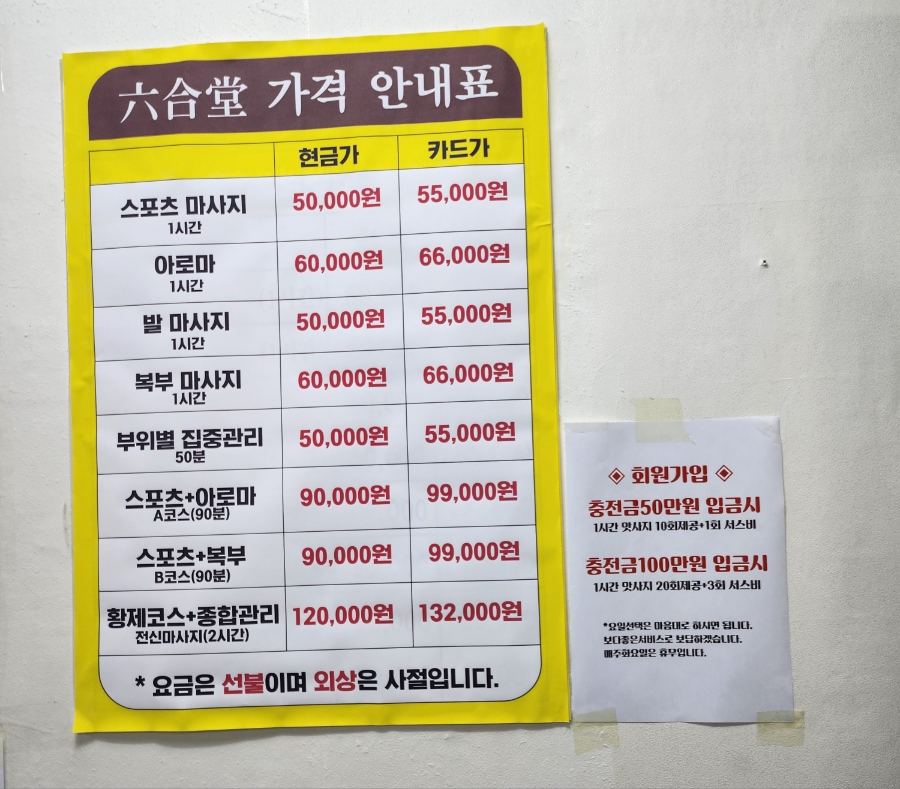 六合堂 가격 안내표
현금가 카드가
스포츠 마사지 50,000원 55,000원
1시간
아로마 60,000원 66,000원
1시간
발 마사지 50,000원 55,000원
1시간
복부 마사지 60,000원 66,000원
1시간
부위별 집중관리 50,000원 55,000원
50분
스포츠+아로마 90,000원 99,000원
A코스(90분)
스포츠+복부 90,000원 99,000원
B코스(90분)
황제코스+종합관리 120,000원 132,000원
전신마사지(2시간)
* 요금은 선불이며 외상은 사절입니다.
◈ 회원가입 ◈
충전금50만원 입금시
1시간 맛사지 10회제공+1회 서스비
충전금100만원 입금시
1시간 맛사지 20회제공+3회 서스비
*요일선택은 마음대로 하시면 됩니다.
보다좋은서비스로 보답하겠습니다.
매주화요일은 휴무입니다.